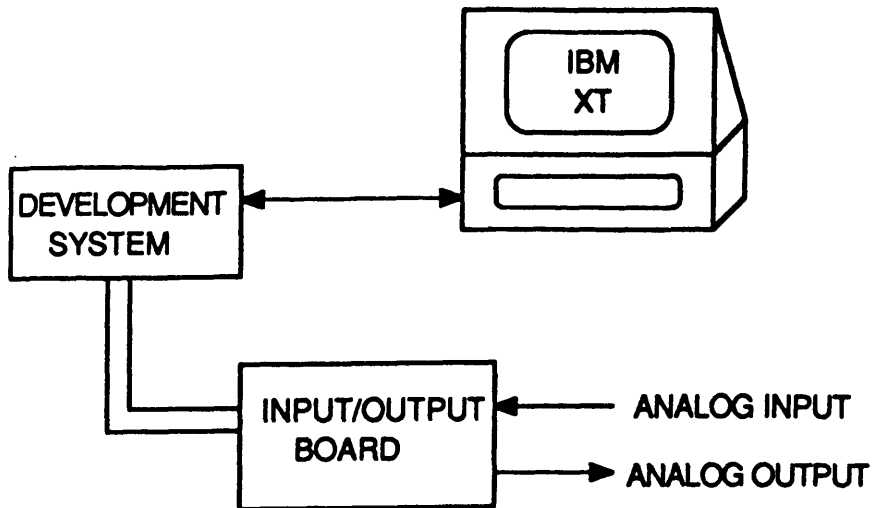 IBM
XT
DEVELOPMENT
SYSTEM
INPUT/OUTPUT
BOARD
ANALOG INPUT
ANALOG OUTPUT